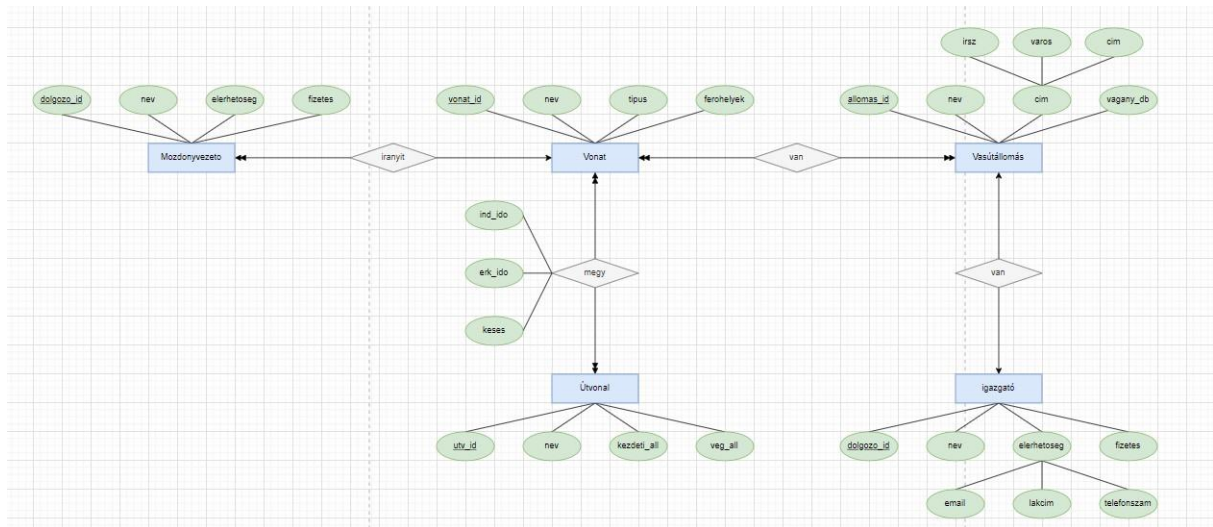 irsz varos cim
dolgozo_id nev elerhetoseg fizetes vonat_id nev tipus ferohelyek allomas_id nev cim vagany_db
Mozdonyvezeto iranyit Vonat van Vasútállomás
ind_ido
erk_ido megy van
keses
Útvonal igazgató
utv_id nev kezdeti_all veg_all dolgozo_id nev elerhetoseg fizetes
email lakcim telefonszam